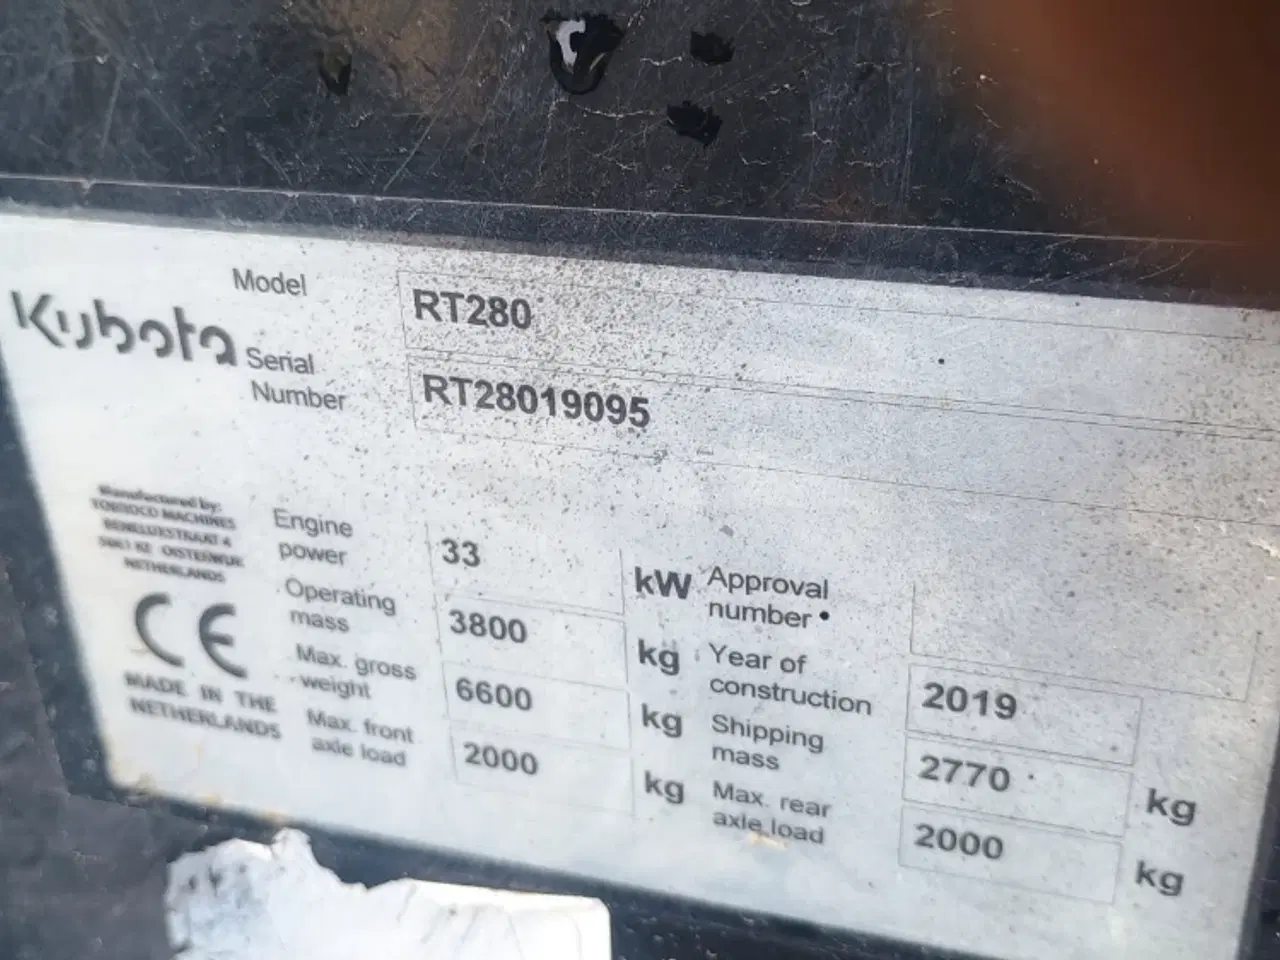 Kubota
Model RT280
Serial Number RT28019095
Manufactured by:
TOBROCO MACHINES
BENELUXSTRAAT 4
5061 KE OISTERWIJK
NETHERLANDS
CE
MADE IN THE
NETHERLANDS
Engine power 33 kW
Operating mass 3800 kg
Max. gross weight 6600 kg
Max. front axle load 2000 kg
Approval number
Year of construction 2019
Shipping mass 2770 kg
Max. rear axle load 2000 kg